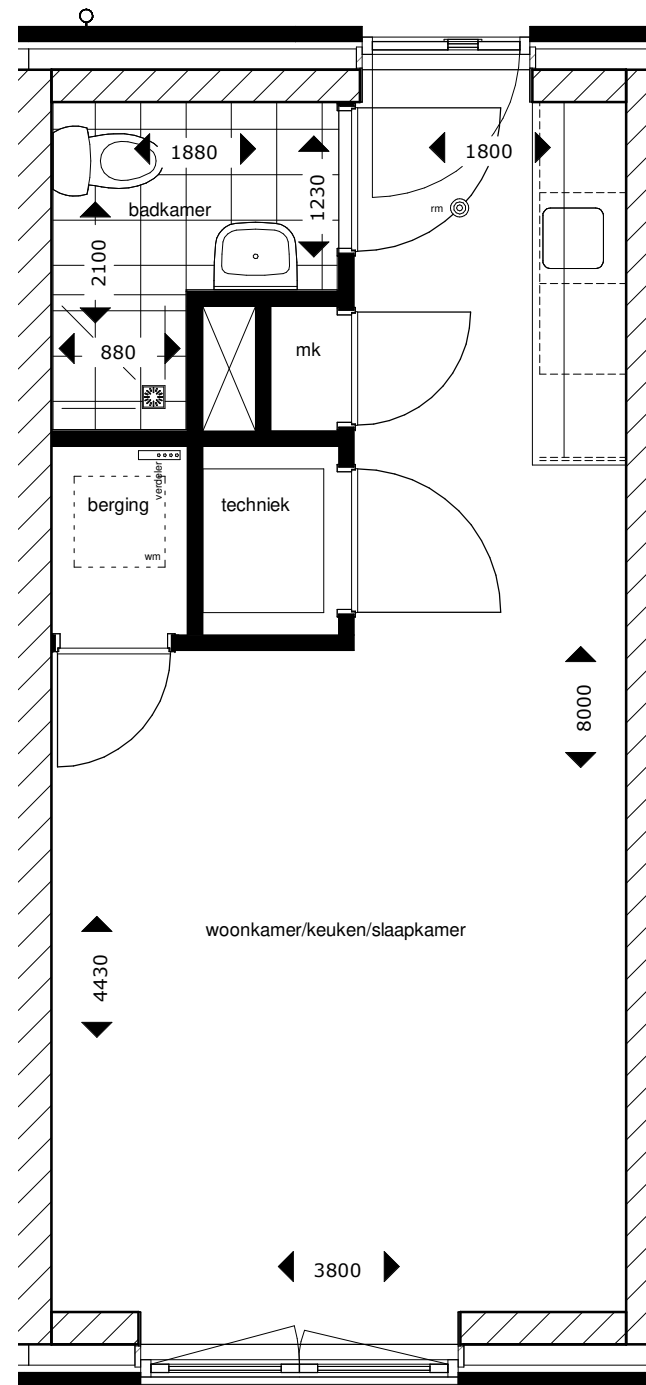 1880
1800
1230
rm
badkamer
2100
880
mk
verdeler
berging
techniek
wm
8000
woonkamer/keuken/slaapkamer
4430
3800